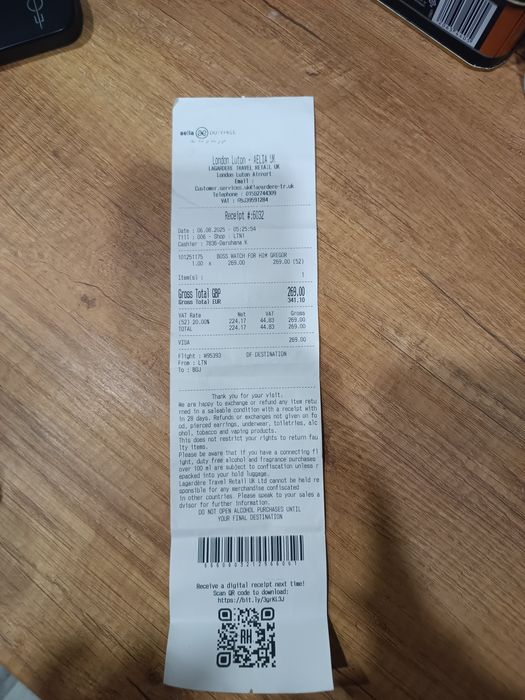 aelia DUTY FREE
London Luton - AELIA UK
LAGARDERE TRAVEL RETAIL UK
London Luton Airport
Email :
Customer.services.uk@lagardere-tr.uk
Telephone : 01582744309
VAT : GB339591284
Receipt #:6032
Date : 06.08.2025 - 05:25:54
Till : 006 - Shop : LTN1
Cashier : 7836-Darshana K
101251175 BOSS WATCH FOR HIM GREGOR
1.00 x 269.00 269.00 (52)
Item(s) : 1
Gross Total GBP 269.00
Gross Total EUR 341.10
VAT Rate Net VAT Gross
(52) 20.00% 224.17 44.83 269.00
TOTAL 224.17 44.83 269.00
VISA 269.00
Flight : W95393 DF DESTINATION
From : LTN
To : BOJ
Thank you for your visit.
We are happy to exchange or refund any item retu
rned in a saleable condition with a receipt with
in 29 days. Refunds or exchanges not given on fo
od, pierced earrings, underwear, toiletries, alc
ohol, tobacco and vaping products.
This does not restrict your rights to return fau
lty items.
Please be aware that if you have a connecting fl
ight, duty free alcohol and fragrance purchases
over 100 ml are subject to confiscation unless r
epacked into your hold luggage.
Lagardère Travel Retail UK Ltd cannot be held re
sponsible for any merchandise confiscated
in other countries. Please speak to your sales a
dvisor for further information.
DO NOT OPEN ALCOHOL PURCHASES UNTIL
YOUR FINAL DESTINATION
Receive a digital receipt next time!
Scan QR code to download:
https://bit.ly/3grKL3J
RH